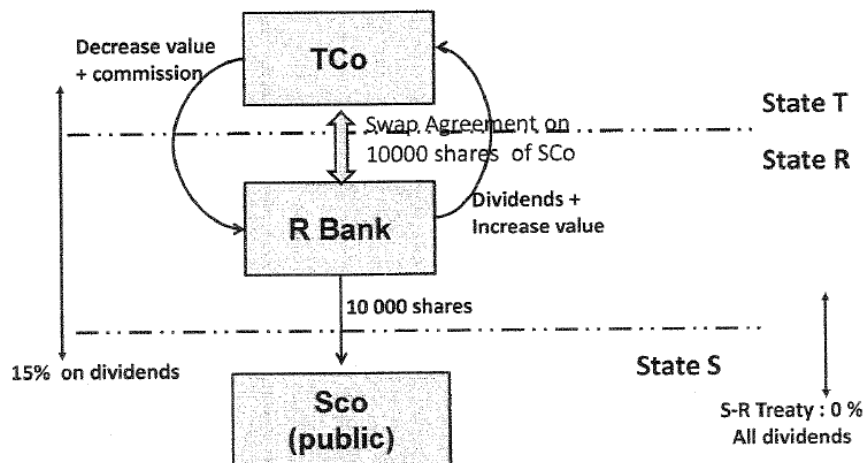 Decrease value
+ commission
TCo
State T
Swap Agreement on
10000 shares of SCo
State R
R Bank
Dividends +
Increase value
10 000 shares
15% on dividends
State S
Sco
(public)
S-R Treaty : 0 %
All dividends